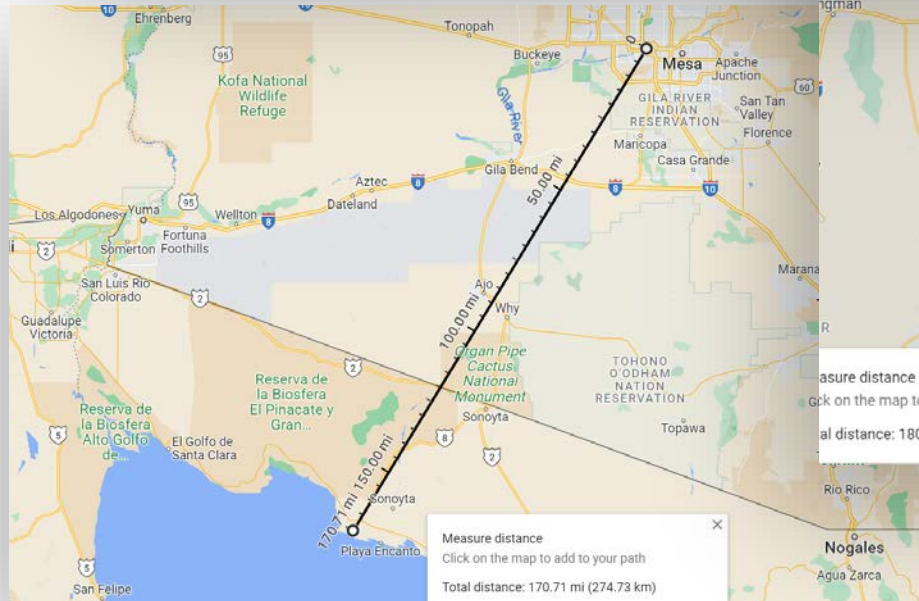 Ehrenberg
10
10
Tonopah
ngman
95
Buckeye
0
Mesa
Apache
Junction
60
Kofa National
Wildlife
Refuge
Gila River
GILA RIVER
INDIAN
RESERVATION
San Tan
Valley
Florence
Maricopa
Casa Grande
Gila Bend
50.00 mi
8
10
Aztec
8
Dateland
95
Los Algodones
Yuma
Wellton
8
2
Somerton
Fortuna
Foothills
San Luis Rio
Colorado
2
Marana
Ajo
Why
Guadalupe
Victoria
100.00 mi
2
Organ Pipe
Cactus
National
Monument
TOHONO
O'ODHAM
NATION
RESERVATION
R
asure distance
ck on the map to
al distance: 180
Reserva de
la Biosfera
El Pinacate y
Gran...
Reserva de
la Biosfera
Alto Golfo
de...
Sonoyta
Topawa
5
El Golfo de
Santa Clara
8
2
150.00 mi
Sonoyta
Rio Rico
170.71 mi
Playa Encanto
Nogales
Agua Zarca
5
San Felipe
Measure distance
Click on the map to add to your path
Total distance: 170.71 mi (274.73 km)